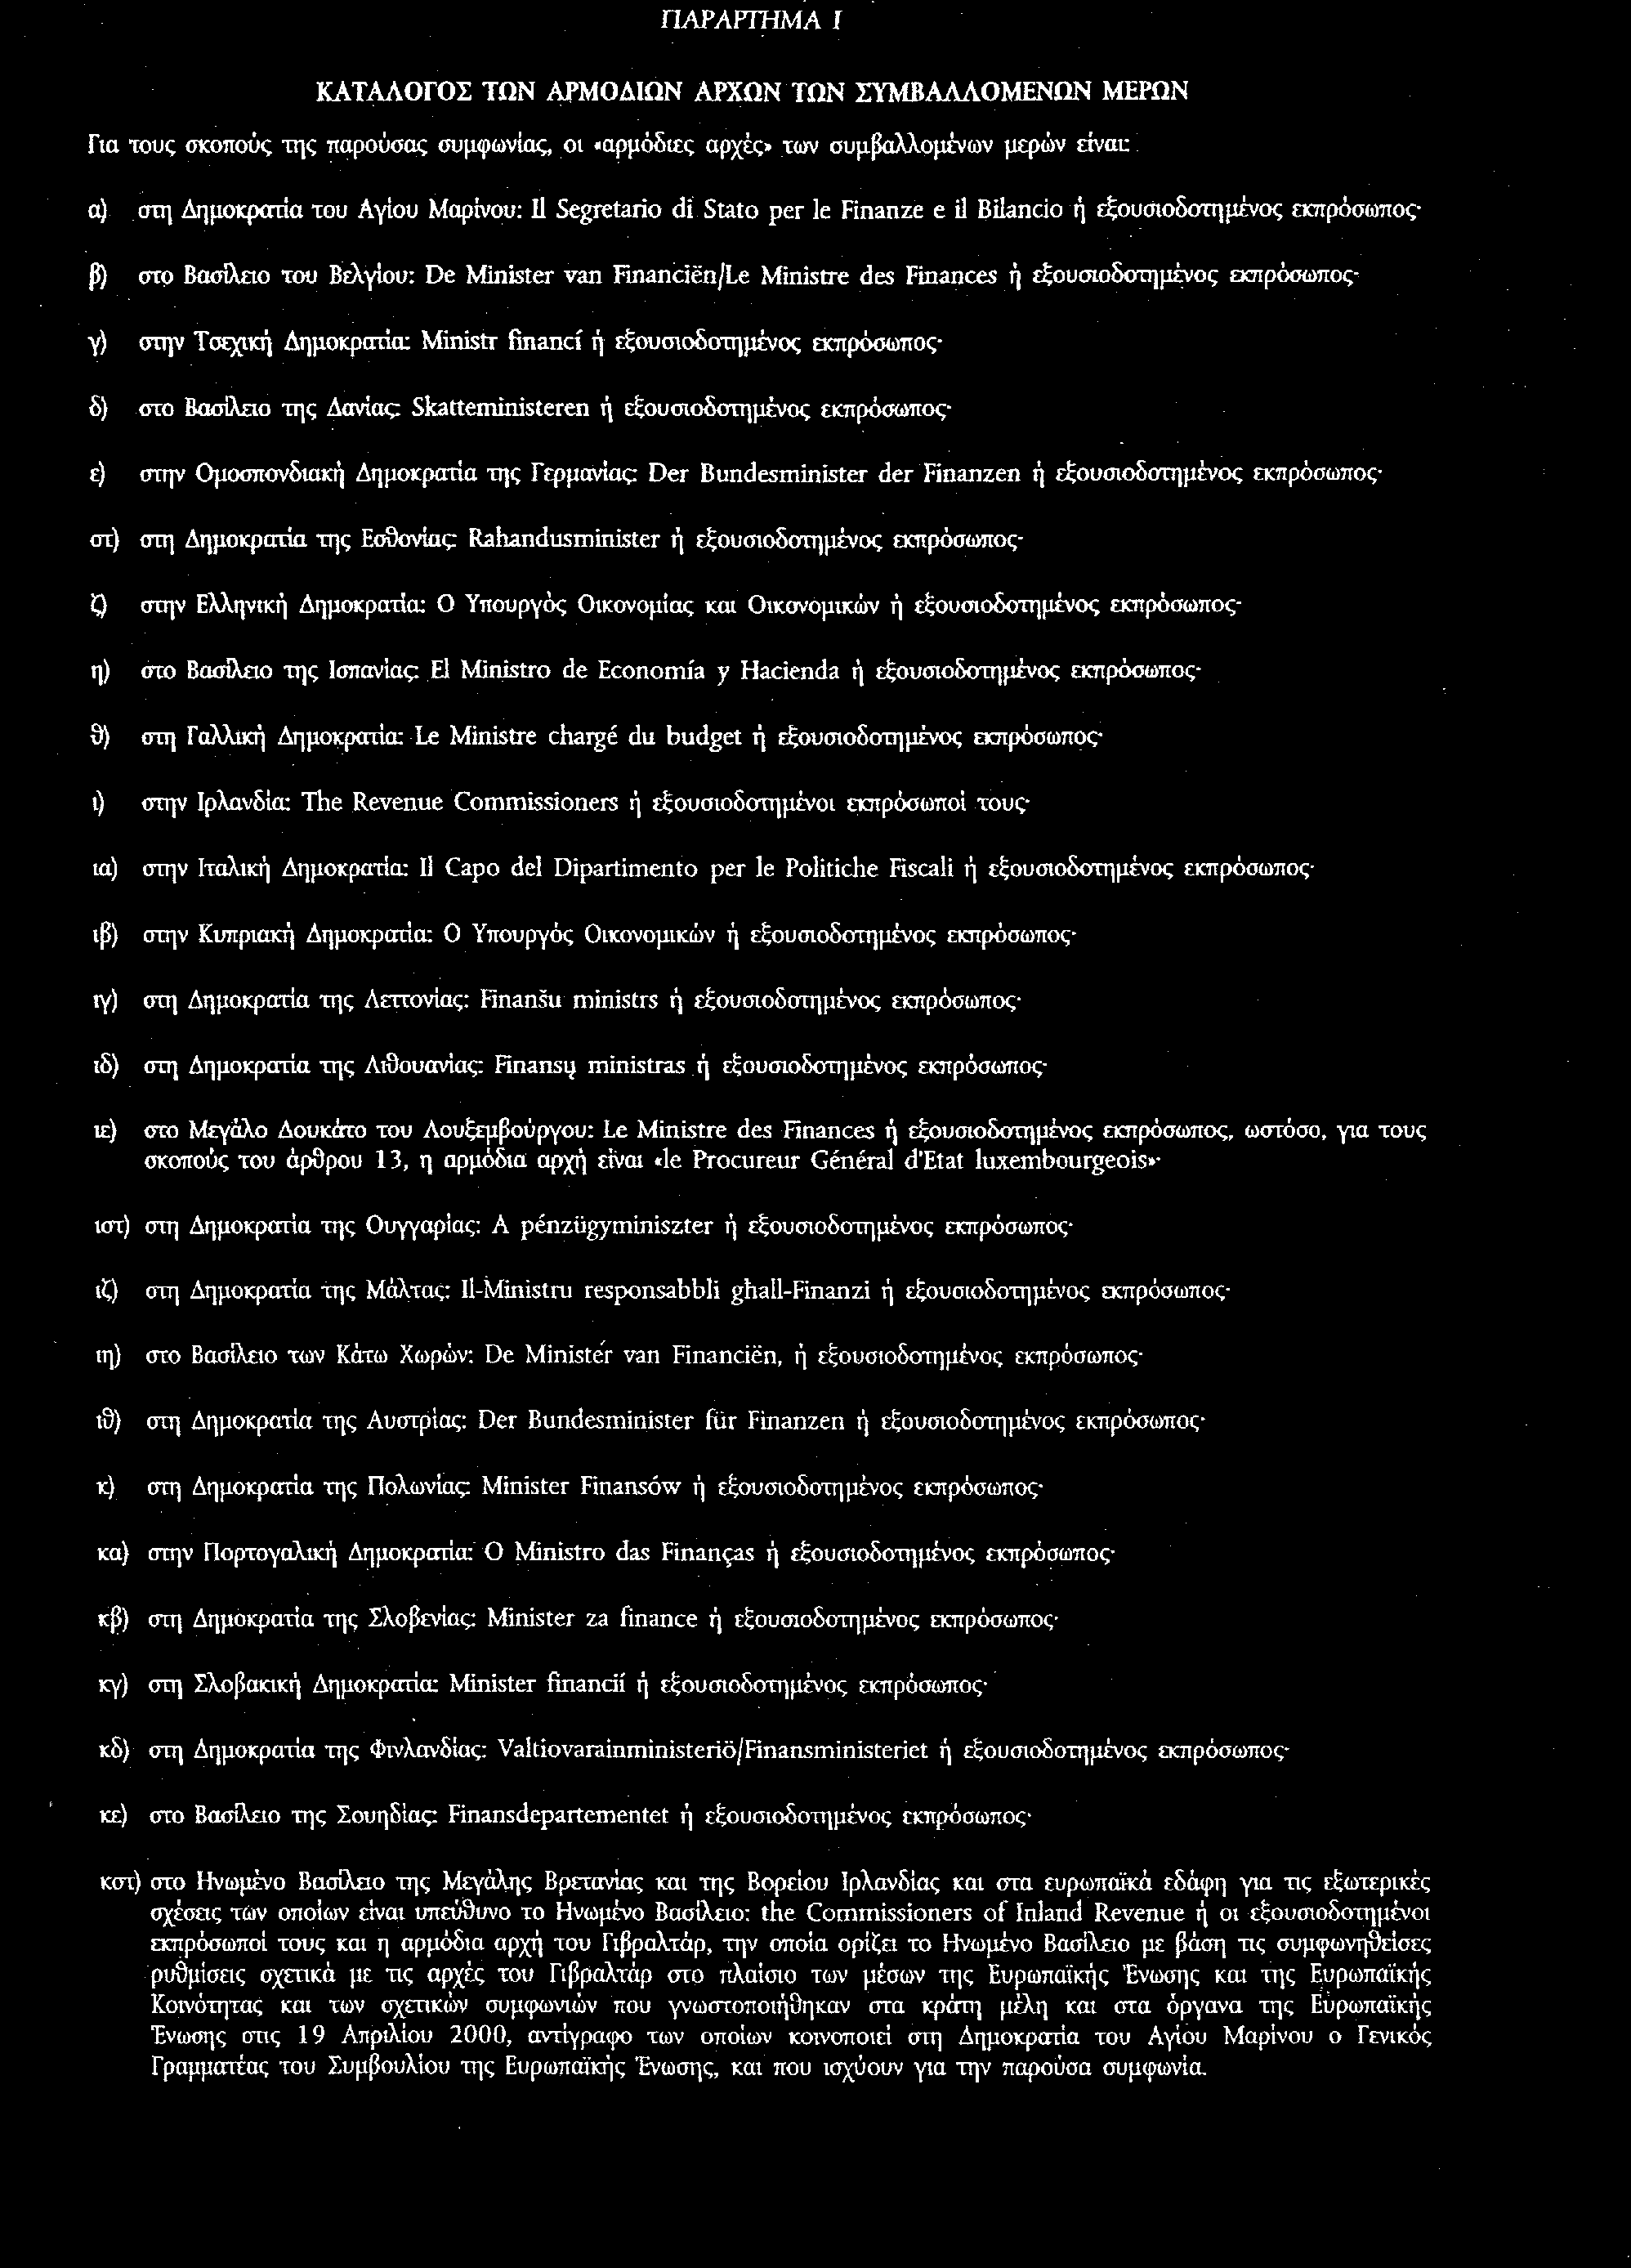 ΠΑΡΑΡΤΗΜΑ I
ΚΑΤΑΛΟΓΟΣ ΤΩΝ ΑΡΜΟΔΙΩΝ ΑΡΧΩΝ ΤΩΝ ΣΥΜΒΑΛΛΟΜΕΝΩΝ ΜΕΡΩΝ
Για τους σκοπούς της παρούσας συμφωνίας, οι «αρμόδιες αρχές» των συμβαλλομένων μερών είναι:
α) στη Δημοκρατία του Αγίου Μαρίνου: Il Segretario di Stato per le Finanze e il Bilancio ή εξουσιοδοτημένος εκπρόσωπος·
β) στο Βασίλειο του Βελγίου: De Minister van Financiën/Le Ministre des Finances ή εξουσιοδοτημένος εκπρόσωπος·
γ) στην Τσεχική Δημοκρατία: Ministr financí ή εξουσιοδοτημένος εκπρόσωπος·
δ) στο Βασίλειο της Δανίας: Skatteministeren ή εξουσιοδοτημένος εκπρόσωπος·
ε) στην Ομοσπονδιακή Δημοκρατία της Γερμανίας: Der Bundesminister der Finanzen ή εξουσιοδοτημένος εκπρόσωπος·
στ) στη Δημοκρατία της Εσθονίας: Rahandusminister ή εξουσιοδοτημένος εκπρόσωπος·
ζ) στην Ελληνική Δημοκρατία: Ο Υπουργός Οικονομίας και Οικονομικών ή εξουσιοδοτημένος εκπρόσωπος·
η) στο Βασίλειο της Ισπανίας: El Ministro de Economía y Hacienda ή εξουσιοδοτημένος εκπρόσωπος·
θ) στη Γαλλική Δημοκρατία: Le Ministre chargé du budget ή εξουσιοδοτημένος εκπρόσωπος·
ι) στην Ιρλανδία: The Revenue Commissioners ή εξουσιοδοτημένοι εκπρόσωποί τους·
ια) στην Ιταλική Δημοκρατία: Il Capo del Dipartimento per le Politiche Fiscali ή εξουσιοδοτημένος εκπρόσωπος·
ιβ) στην Κυπριακή Δημοκρατία: Ο Υπουργός Οικονομικών ή εξουσιοδοτημένος εκπρόσωπος·
ιγ) στη Δημοκρατία της Λεττονίας: Finanšu ministrs ή εξουσιοδοτημένος εκπρόσωπος·
ιδ) στη Δημοκρατία της Λιθουανίας: Finansų ministras ή εξουσιοδοτημένος εκπρόσωπος·
ιε) στο Μεγάλο Δουκάτο του Λουξεμβούργου: Le Ministre des Finances ή εξουσιοδοτημένος εκπρόσωπος, ωστόσο, για τους
σκοπούς του άρθρου 13, η αρμόδια αρχή είναι «le Procureur Général d'Etat luxembourgeois»·
ιστ) στη Δημοκρατία της Ουγγαρίας: A pénzügyminiszter ή εξουσιοδοτημένος εκπρόσωπος·
ιζ) στη Δημοκρατία της Μάλτας: Il-Ministru responsabbli ghall-Finanzi ή εξουσιοδοτημένος εκπρόσωπος·
ιη) στο Βασίλειο των Κάτω Χωρών: De Minister van Financiën, ή εξουσιοδοτημένος εκπρόσωπος·
ιθ) στη Δημοκρατία της Αυστρίας: Der Bundesminister für Finanzen ή εξουσιοδοτημένος εκπρόσωπος·
κ) στη Δημοκρατία της Πολωνίας: Minister Finansów ή εξουσιοδοτημένος εκπρόσωπος·
κα) στην Πορτογαλική Δημοκρατία: O Ministro das Finanças ή εξουσιοδοτημένος εκπρόσωπος·
κβ) στη Δημοκρατία της Σλοβενίας: Minister za finance ή εξουσιοδοτημένος εκπρόσωπος·
κγ) στη Σλοβακική Δημοκρατία: Minister financií ή εξουσιοδοτημένος εκπρόσωπος·
κδ) στη Δημοκρατία της Φινλανδίας: Valtiovarainministeriö/Finansministeriet ή εξουσιοδοτημένος εκπρόσωπος·
κε) στο Βασίλειο της Σουηδίας: Finansdepartementet ή εξουσιοδοτημένος εκπρόσωπος·
κστ) στο Ηνωμένο Βασίλειο της Μεγάλης Βρετανίας και της Βορείου Ιρλανδίας και στα ευρωπαϊκά εδάφη για τις εξωτερικές
σχέσεις των οποίων είναι υπεύθυνο το Ηνωμένο Βασίλειο: the Commissioners of Inland Revenue ή οι εξουσιοδοτημένοι
εκπρόσωποί τους και η αρμόδια αρχή του Γιβραλτάρ, την οποία ορίζει το Ηνωμένο Βασίλειο με βάση τις συμφωνηθείσες
ρυθμίσεις σχετικά με τις αρχές του Γιβραλτάρ στο πλαίσιο των μέσων της Ευρωπαϊκής Ένωσης και της Ευρωπαϊκής
Κοινότητας και των σχετικών συμφωνιών που γνωστοποιήθηκαν στα κράτη μέλη και στα όργανα της Ευρωπαϊκής
Ένωσης στις 19 Απριλίου 2000, αντίγραφο των οποίων κοινοποιεί στη Δημοκρατία του Αγίου Μαρίνου ο Γενικός
Γραμματέας του Συμβουλίου της Ευρωπαϊκής Ένωσης, και που ισχύουν για την παρούσα συμφωνία.